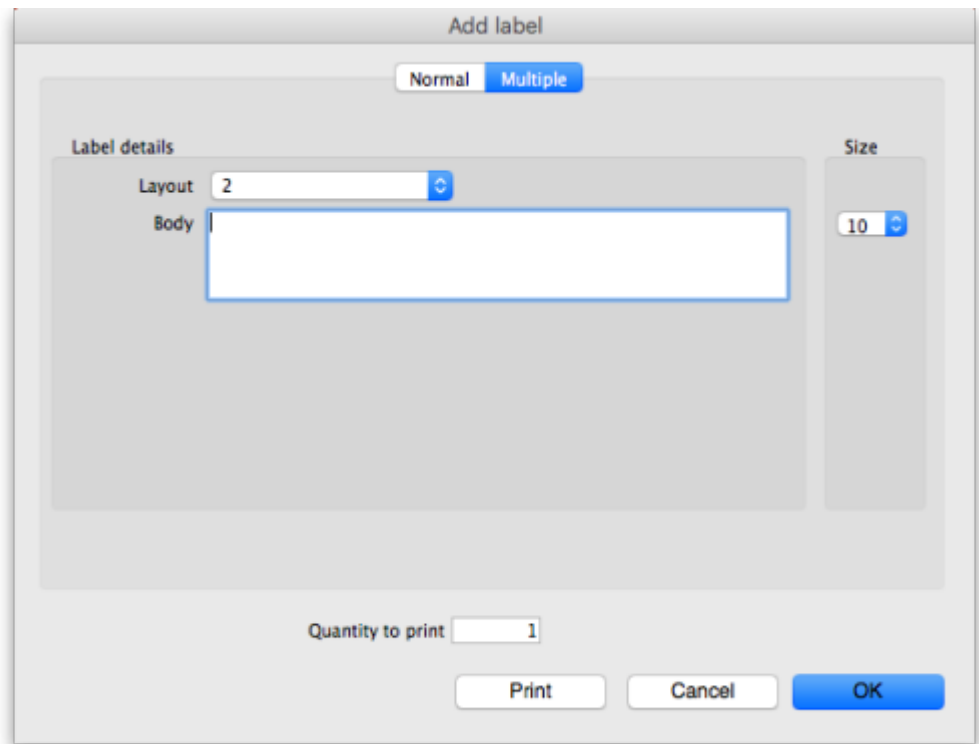 Add label
Normal Multiple
Label details Size
Layout 2
Body 10
Quantity to print 1
Print Cancel OK